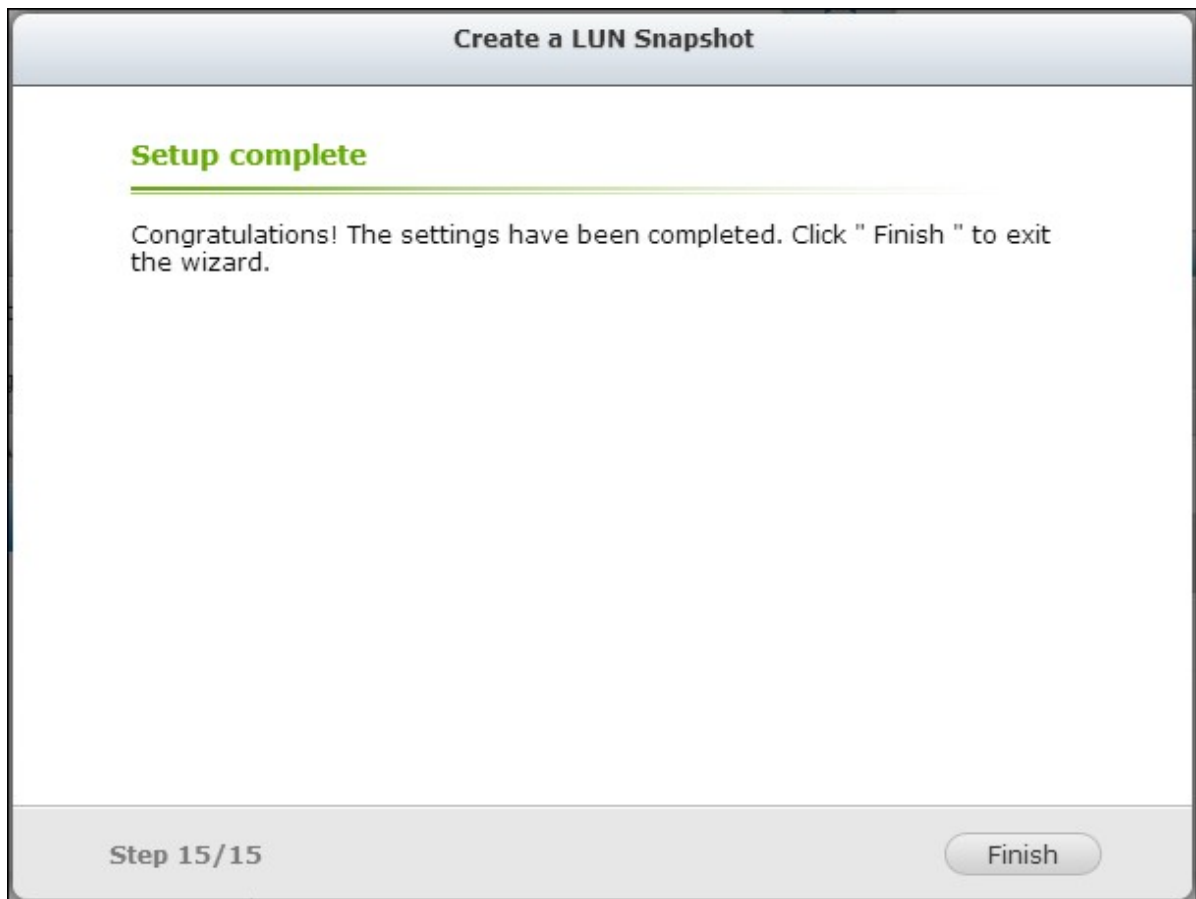 Create a LUN Snapshot
Setup complete
Congratulations! The settings have been completed. Click " Finish " to exit
the wizard.
Step 15/15
Finish